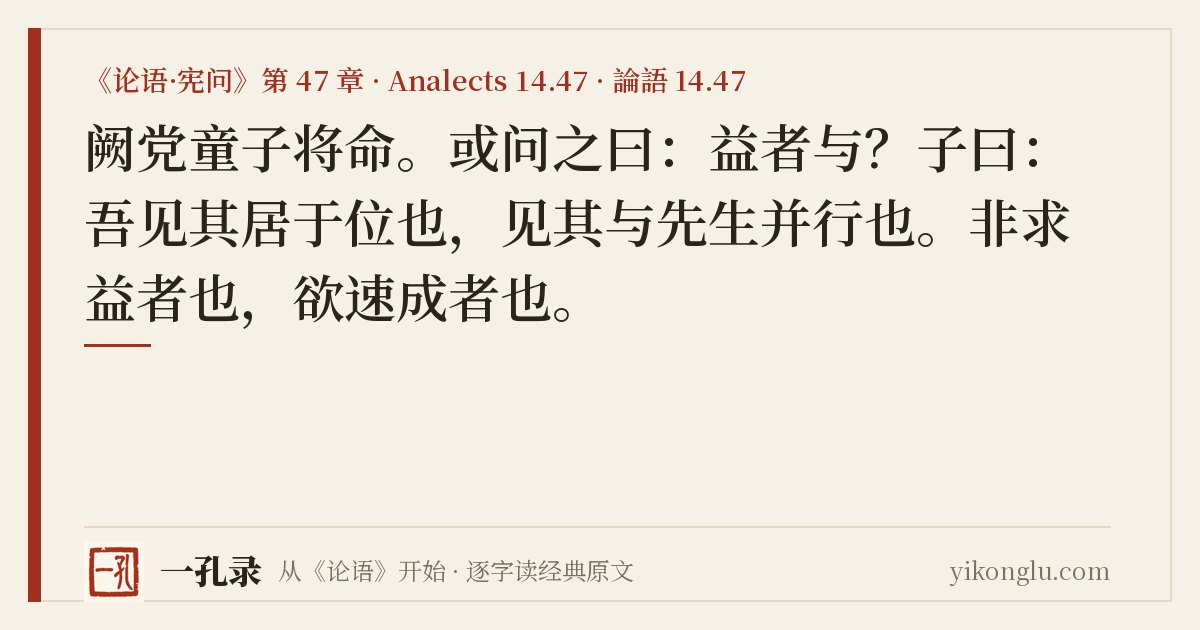 《论语·宪问》第 47 章 · Analects 14.47 · 論語 14.47
阙党童子将命。或问之曰：益者与？子曰：
吾见其居于位也，见其与先生并行也。非求
益者也，欲速成者也。
一孔
一孔录 从《论语》开始 · 逐字读经典原文 yikonglu.com